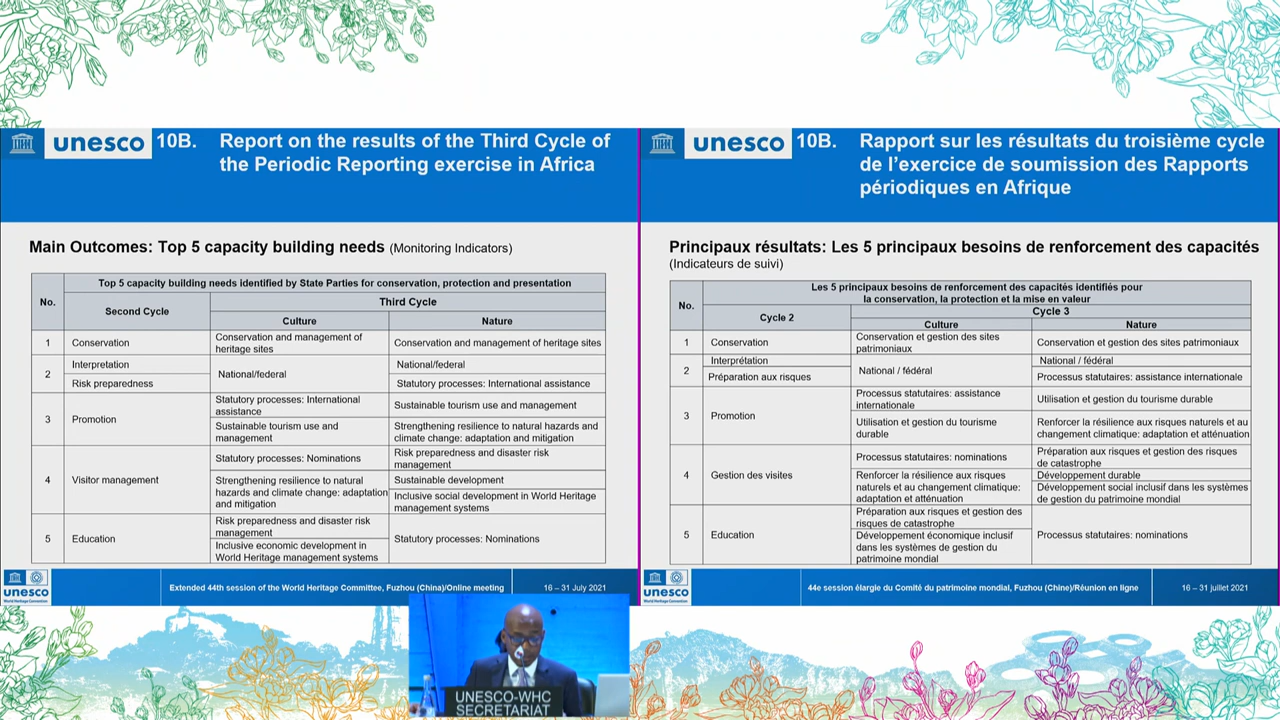 unesco
10B.
Report on the results of the Third Cycle of
the Periodic Reporting exercise in Africa
Main Outcomes: Top 5 capacity building needs (Monitoring Indicators)
No.
Top 5 capacity building needs identified by State Parties for conservation, protection and presentation
Second Cycle
Third Cycle
Culture
Nature
1
Conservation
Conservation and management of
heritage sites
Conservation and management of heritage sites
2
Interpretation
Risk preparedness
National/federal
National/federal
Statutory processes: International assistance
3
Promotion
Statutory processes: International
assistance
Sustainable tourism use and
management
Sustainable tourism use and management
Strengthening resilience to natural hazards and
climate change: adaptation and mitigation
4
Visitor management
Statutory processes: Nominations
Strengthening resilience to natural
hazards and climate change: adaptation
and mitigation
Risk preparedness and disaster risk
management
Sustainable development
Inclusive social development in World Heritage
management systems
5
Education
Risk preparedness and disaster risk
management
Inclusive economic development in
World Heritage management systems
Statutory processes: Nominations
unesco
World Heritage Convention
Extended 44th session of the World Heritage Committee, Fuzhou (China)/Online meeting
16 – 31 July 2021
unesco
10B.
Rapport sur les résultats du troisième cycle
de l’exercice de soumission des Rapports
périodiques en Afrique
Principaux résultats: Les 5 principaux besoins de renforcement des capacités
(Indicateurs de suivi)
No.
Les 5 principaux besoins de renforcement des capacités identifiés pour
la conservation, la protection et la mise en valeur
Cycle 2
Cycle 3
Culture
Nature
1
Conservation
Conservation et gestion des sites
patrimoniaux
Conservation et gestion des sites patrimoniaux
2
Interprétation
Préparation aux risques
National / fédéral
National / fédéral
Processus statutaires: assistance internationale
3
Promotion
Processus statutaires: assistance
internationale
Utilisation et gestion du tourisme
durable
Utilisation et gestion du tourisme durable
Renforcer la résilience aux risques naturels et au
changement climatique: adaptation et atténuation
4
Gestion des visites
Processus statutaires: nominations
Renforcer la résilience aux risques
naturels et au changement climatique:
adaptation et atténuation
Préparation aux risques et gestion des risques
de catastrophe
Développement durable
Développement social inclusif dans les systèmes
de gestion du patrimoine mondial
5
Education
Préparation aux risques et gestion des
risques de catastrophe
Développement économique inclusif
dans les systèmes de gestion du
patrimoine mondial
Processus statutaires: nominations
unesco
World Heritage Convention
44e session élargie du Comité du patrimoine mondial, Fuzhou (Chine)/Réunion en ligne
16 – 31 juillet 2021
UNESCO-WHC
SECRETARIAT